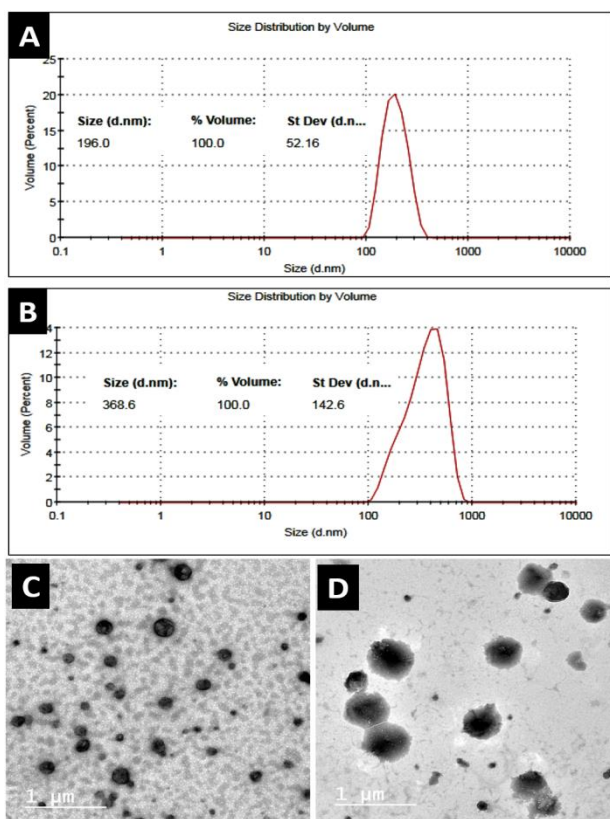 A
Size Distribution by Volume
Volume (Percent)
25
20
15
10
5
0
Size (d.nm): % Volume: St Dev (d.n...
196.0 100.0 52.16
0.1 1 10 100 1000 10000
Size (d.nm)
B
Size Distribution by Volume
Volume (Percent)
4
12
10
8
6
4
2
0
Size (d.nm): % Volume: St Dev (d.n...
368.6 100.0 142.6
0.1 1 10 100 1000 10000
Size (d.nm)
C
1 µm
D
1 µm